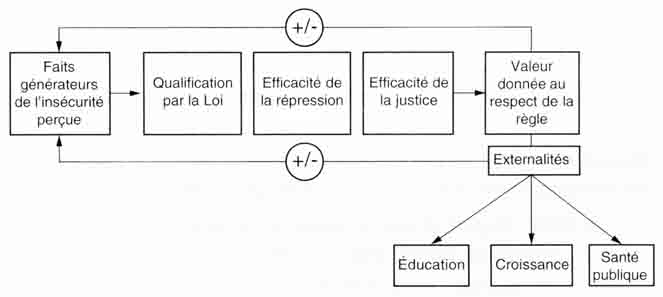 +/-
Faits
générateurs
de l'insécurité
perçue
Qualification
par la Loi
Efficacité de
la répression
Efficacité de
la justice
Valeur
donnée au
respect de la
règle
+/-
Externalités
Éducation
Croissance
Santé
publique